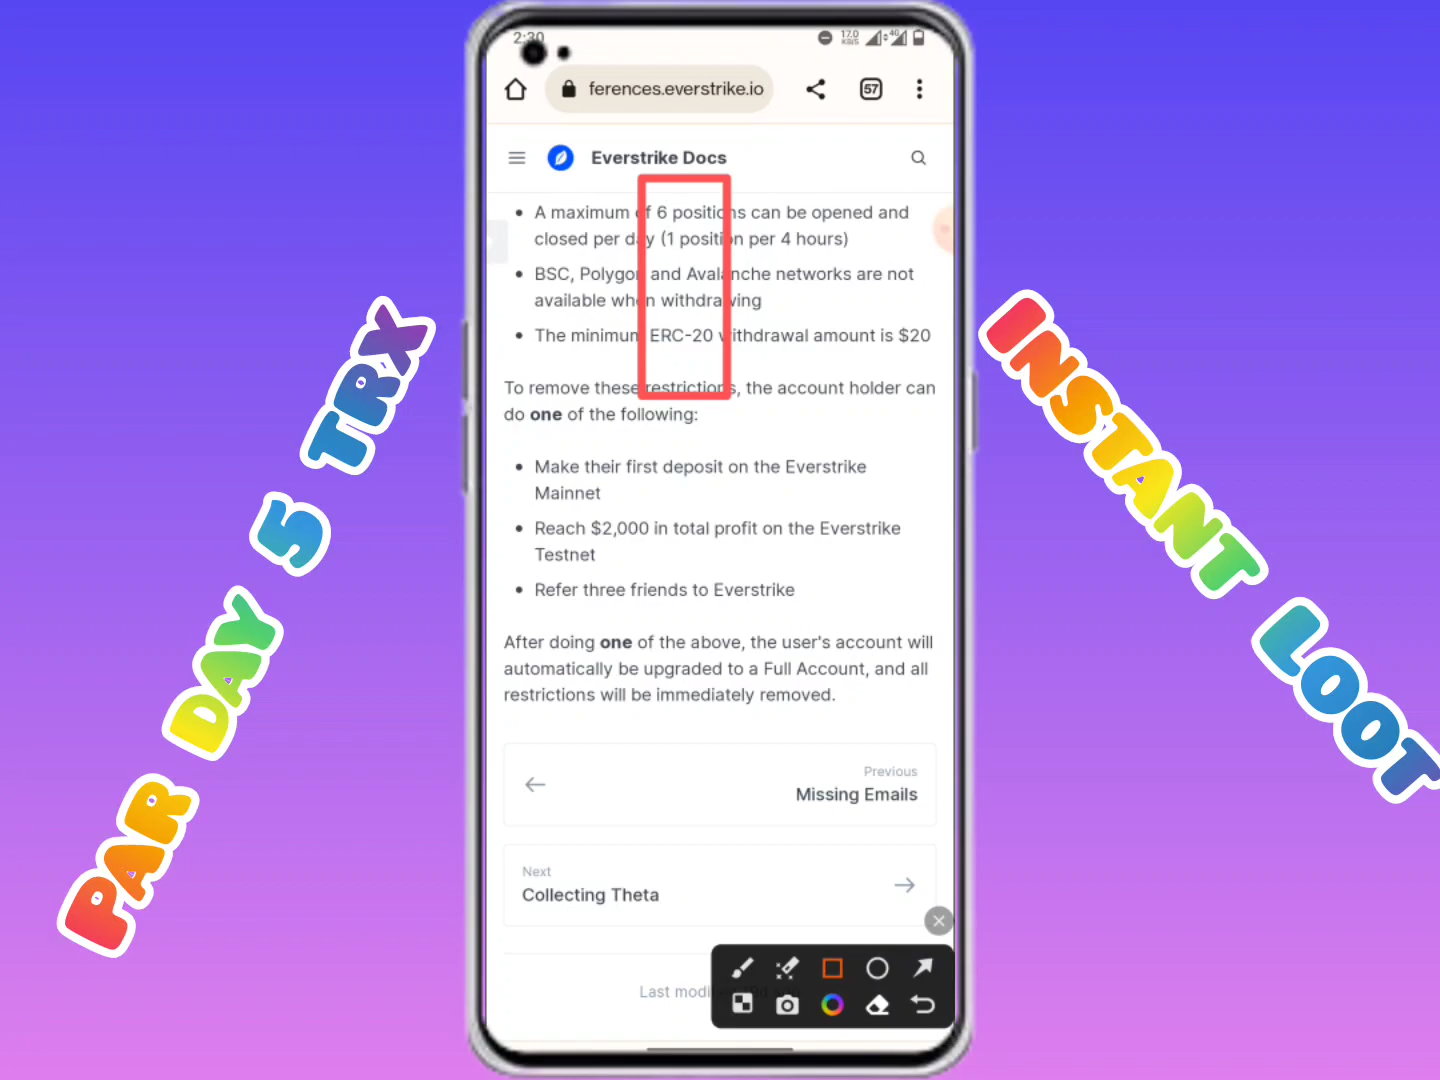 2:30
17.0
KB/S
4G
ferences.everstrike.io
57
Everstrike Docs
A maximum of 6 positions can be opened and
closed per day (1 position per 4 hours)
BSC, Polygon and Avalanche networks are not
available when withdrawing
The minimum ERC-20 withdrawal amount is $20
To remove these restrictions, the account holder can
do one of the following:
Make their first deposit on the Everstrike
Mainnet
Reach $2,000 in total profit on the Everstrike
Testnet
Refer three friends to Everstrike
After doing one of the above, the user's account will
automatically be upgraded to a Full Account, and all
restrictions will be immediately removed.
Previous
Missing Emails
Next
Collecting Theta
Last
PAR DAY 5 TRX
INSTANT LOOT